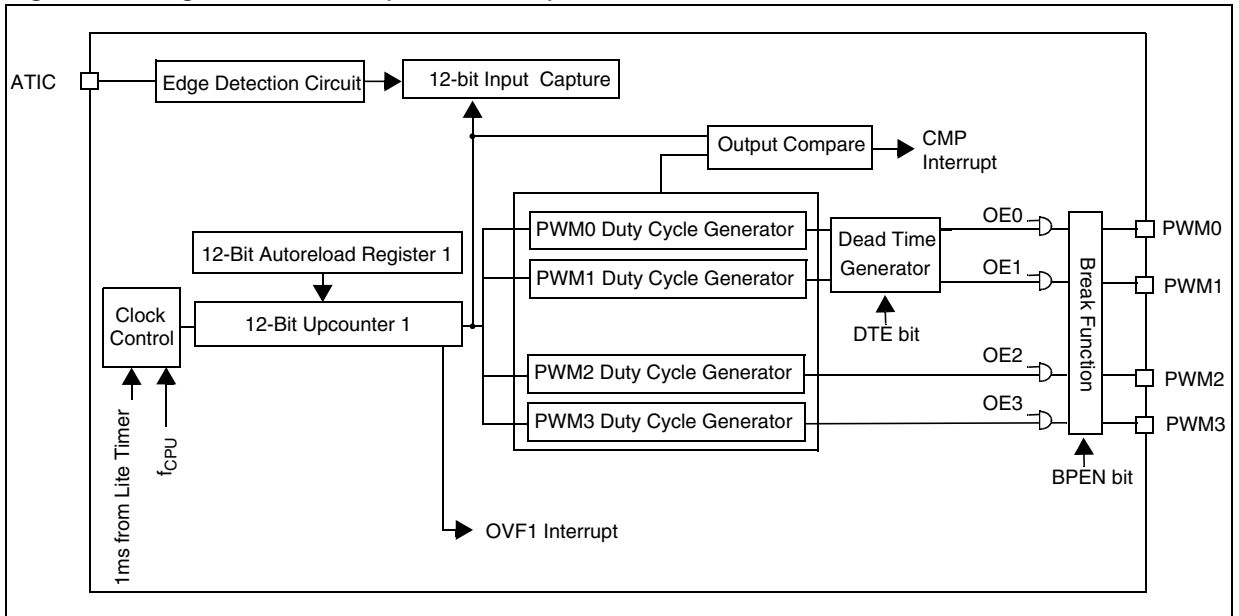 ATIC
Edge Detection Circuit
12-bit Input Capture
Output Compare
CMP
Interrupt
PWM0 Duty Cycle Generator
PWM1 Duty Cycle Generator
PWM2 Duty Cycle Generator
PWM3 Duty Cycle Generator
Dead Time
Generator
DTE bit
OE0
OE1
OE2
OE3
Break Function
BPEN bit
PWM0
PWM1
PWM2
PWM3
12-Bit Autoreload Register 1
12-Bit Upcounter 1
Clock
Control
1ms from Lite Timer
fCPU
OVF1 Interrupt